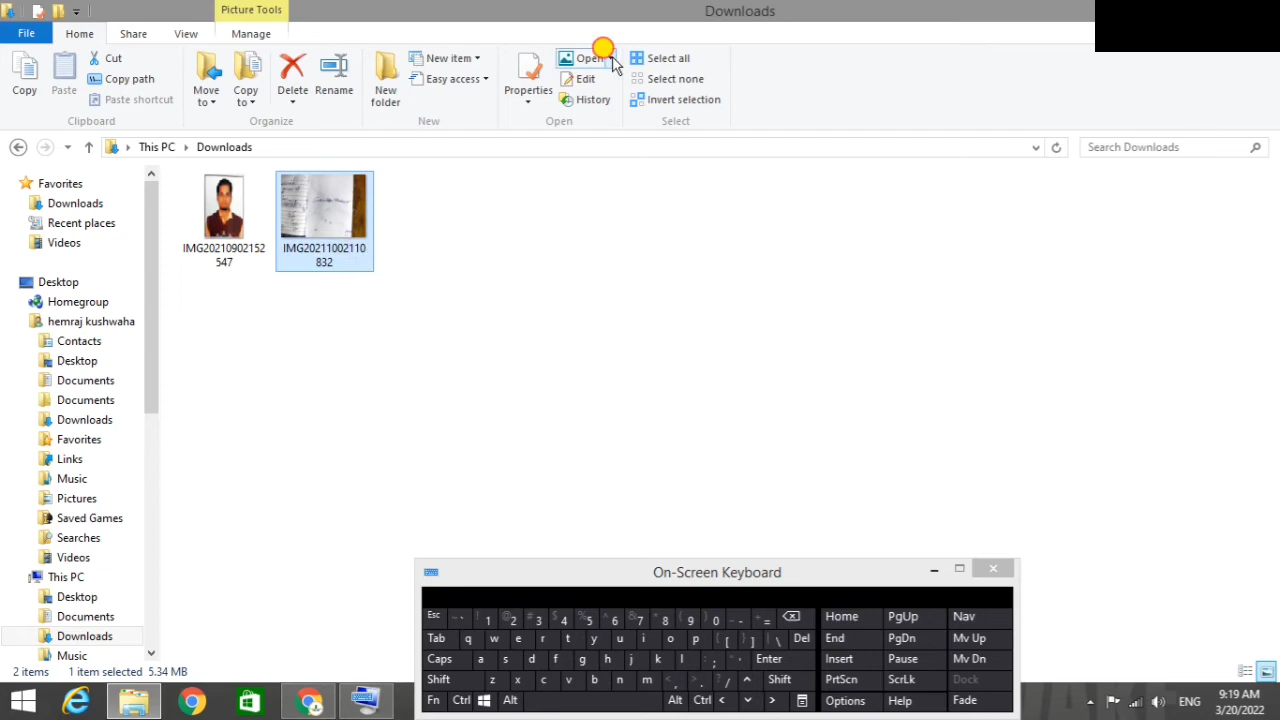 Picture Tools
Downloads
File
Home
Share
View
Manage
Copy
Paste
Cut
Copy path
Paste shortcut
Clipboard
Move to
Copy to
Delete
Rename
Organize
New folder
New item
Easy access
New
Properties
Open
Edit
History
Open
Select all
Select none
Invert selection
Select
This PC
Downloads
Search Downloads
Favorites
Downloads
Recent places
Videos
Desktop
Homegroup
hemraj kushwaha
Contacts
Desktop
Documents
Documents
Downloads
Favorites
Links
Music
Pictures
Saved Games
Searches
Videos
This PC
Desktop
Documents
Downloads
Music
IMG20210902152
547
IMG20211002110
832
2 items 1 item selected 5.34 MB
On-Screen Keyboard
Esc ~ ` ! 1 @ 2 # 3 $ 4 % 5 ^ 6 & 7 * 8 ( 9 ) 0 _ - + = Home PgUp Nav
Tab q w e r t y u i o p { [ } ] | \ Del End PgDn Mv Up
Caps a s d f g h j k l : ; " ' Enter Insert Pause Mv Dn
Shift z x c v b n m < , > . ? / ^ Shift PrtScn ScrLk Dock
Fn Ctrl Alt Alt Ctrl < > Options Help Fade
ENG
9:19 AM
3/20/2022